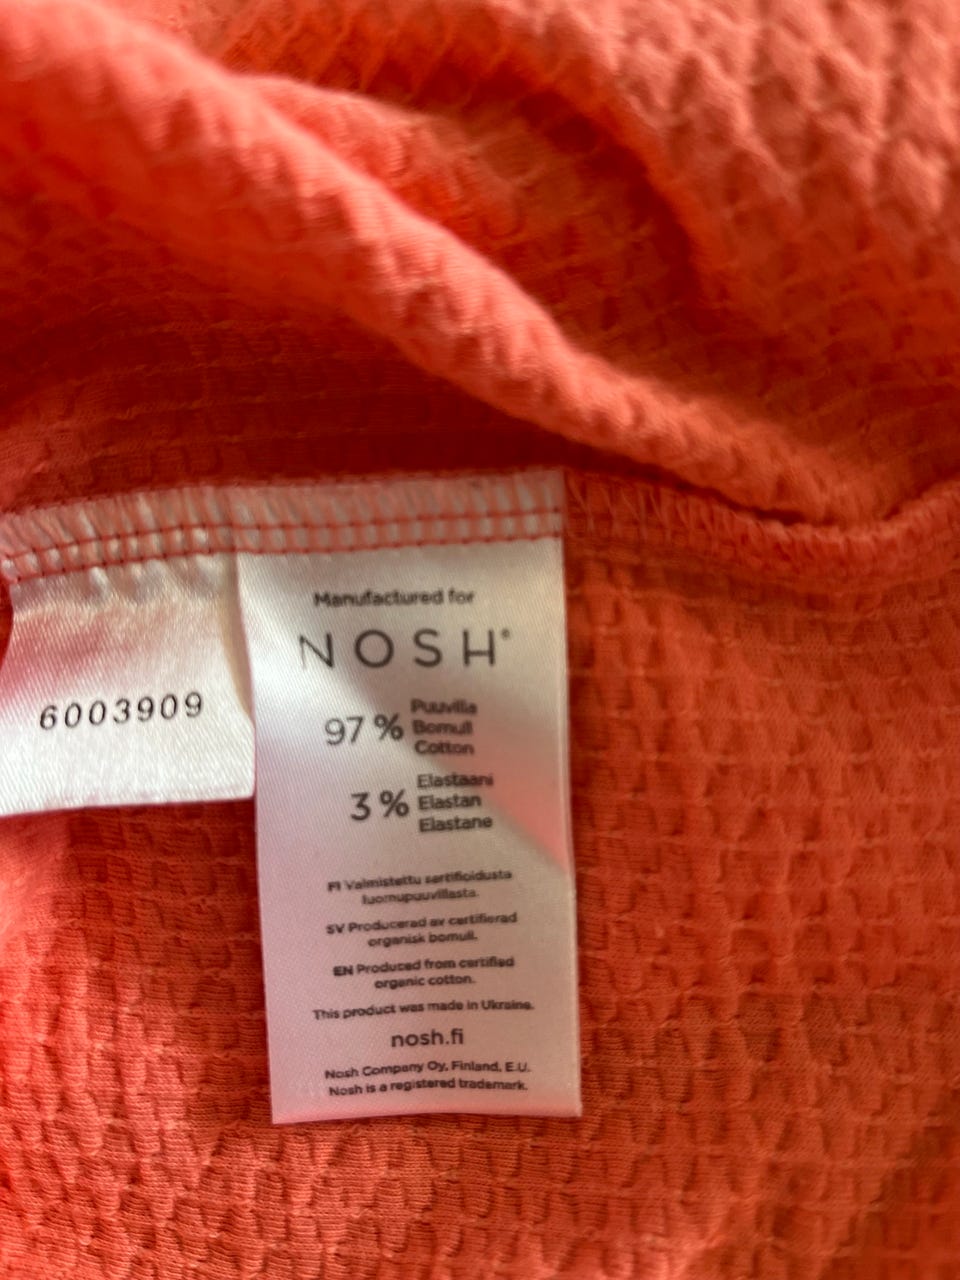 6003909
Manufactured for
NOSH®
97 % Puuvilla
Bomull
Cotton
3 % Elastaani
Elastan
Elastane
FI Valmistettu sertifioidusta
luomupuuvillasta.
SV Producerad av certifierad
organisk bomull.
EN Produced from certified
organic cotton.
This product was made in Ukraine.
nosh.fi
Nosh Company Oy, Finland, E.U.
Nosh is a registered trademark.